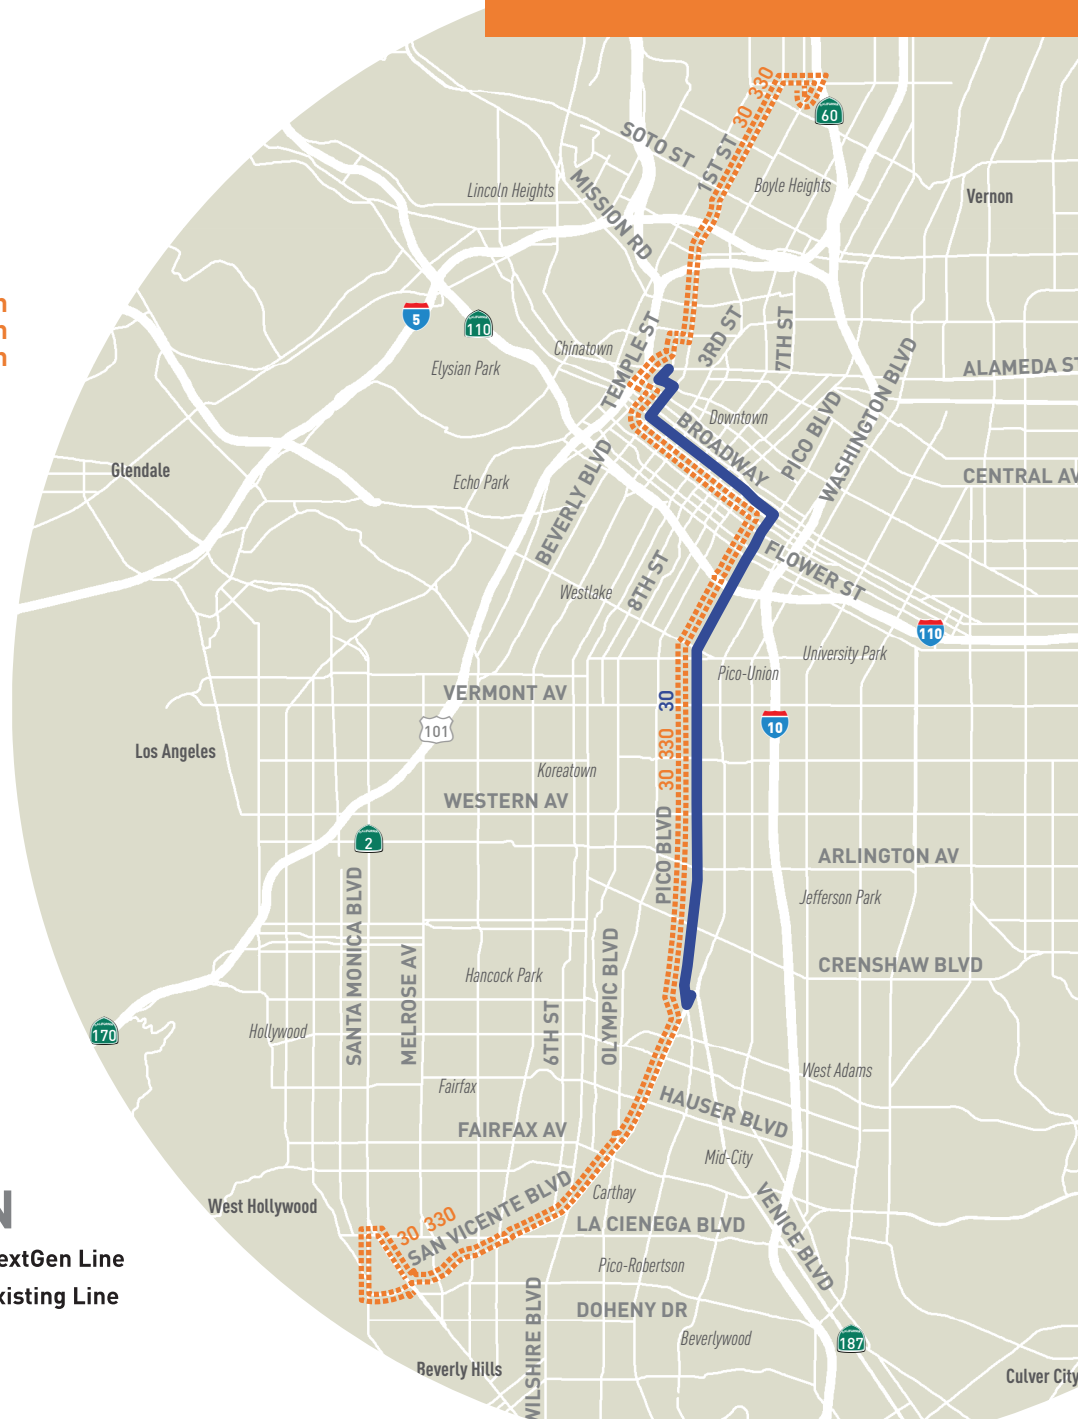 30 330
60
SOTO ST
1ST ST
Boyle Heights
Lincoln Heights
MISSION RD
Vernon
5
110
Chinatown
TEMPLE ST
3RD ST
7TH ST
Elysian Park
ALAMEDA ST
WASHINGTON BLVD
PICO BLVD
Downtown
BROADWAY
Glendale
Echo Park
BEVERLY BLVD
CENTRAL AV
FLOWER ST
8TH ST
Westlake
110
University Park
Pico-Union
VERMONT AV
30
101
10
Los Angeles
30 330
Koreatown
WESTERN AV
2
PICO BLVD
ARLINGTON AV
Jefferson Park
SANTA MONICA BLVD
MELROSE AV
Hancock Park
OLYMPIC BLVD
CRENSHAW BLVD
6TH ST
170
Hollywood
West Adams
Fairfax
HAUSER BLVD
FAIRFAX AV
Mid-City
Carthay
VENICE BLVD
West Hollywood
30 330
SAN VICENTE BLVD
LA CIENEGA BLVD
Pico-Robertson
extGen Line
xisting Line
DOHENY DR
WILSHIRE BLVD
Beverlywood
187
Beverly Hills
Culver City